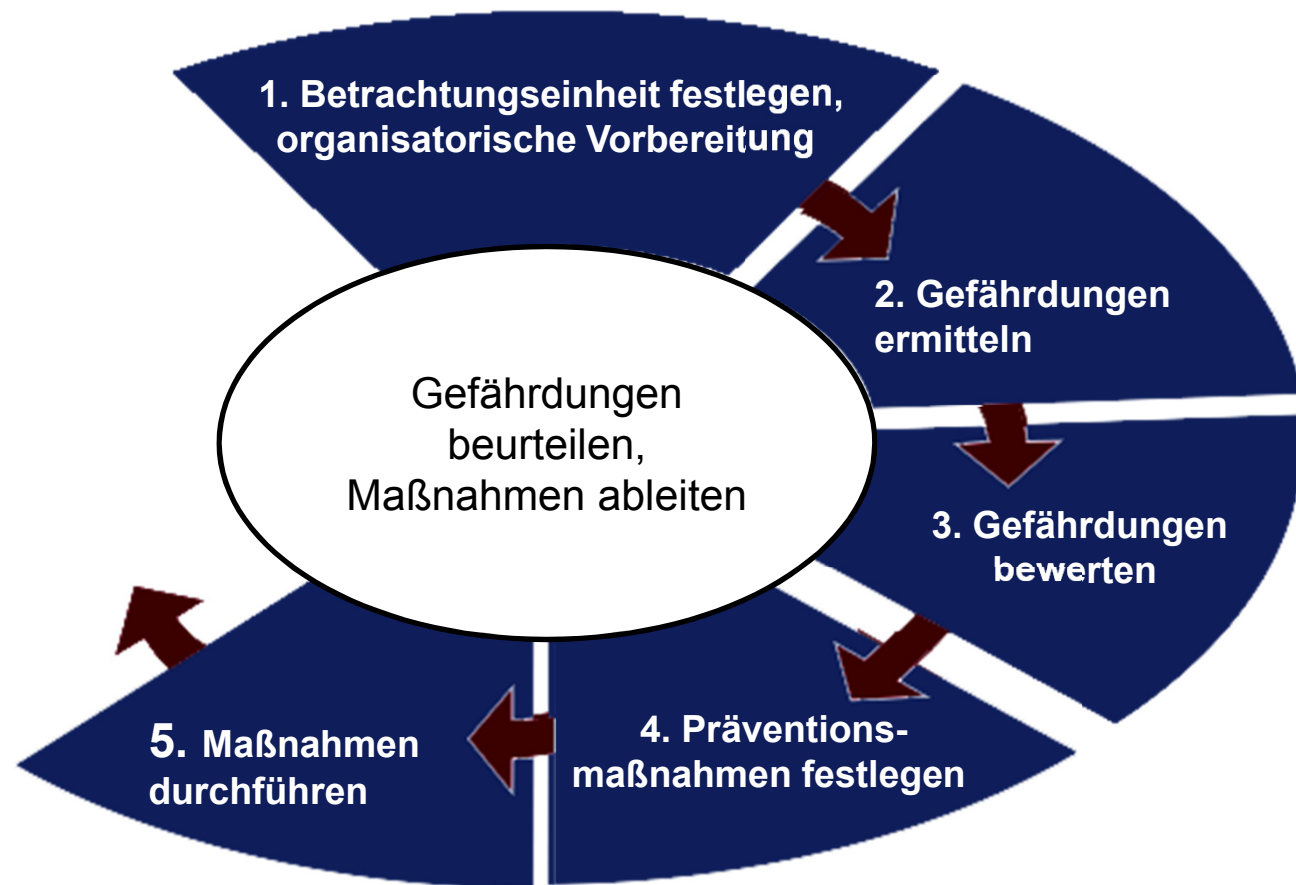 1. Betrachtungseinheit festlegen,
organisatorische Vorbereitung
2. Gefährdungen
ermitteln
3. Gefährdungen
bewerten
4. Präventions-
maßnahmen festlegen
5. Maßnahmen
durchführen
Gefährdungen
beurteilen,
Maßnahmen ableiten